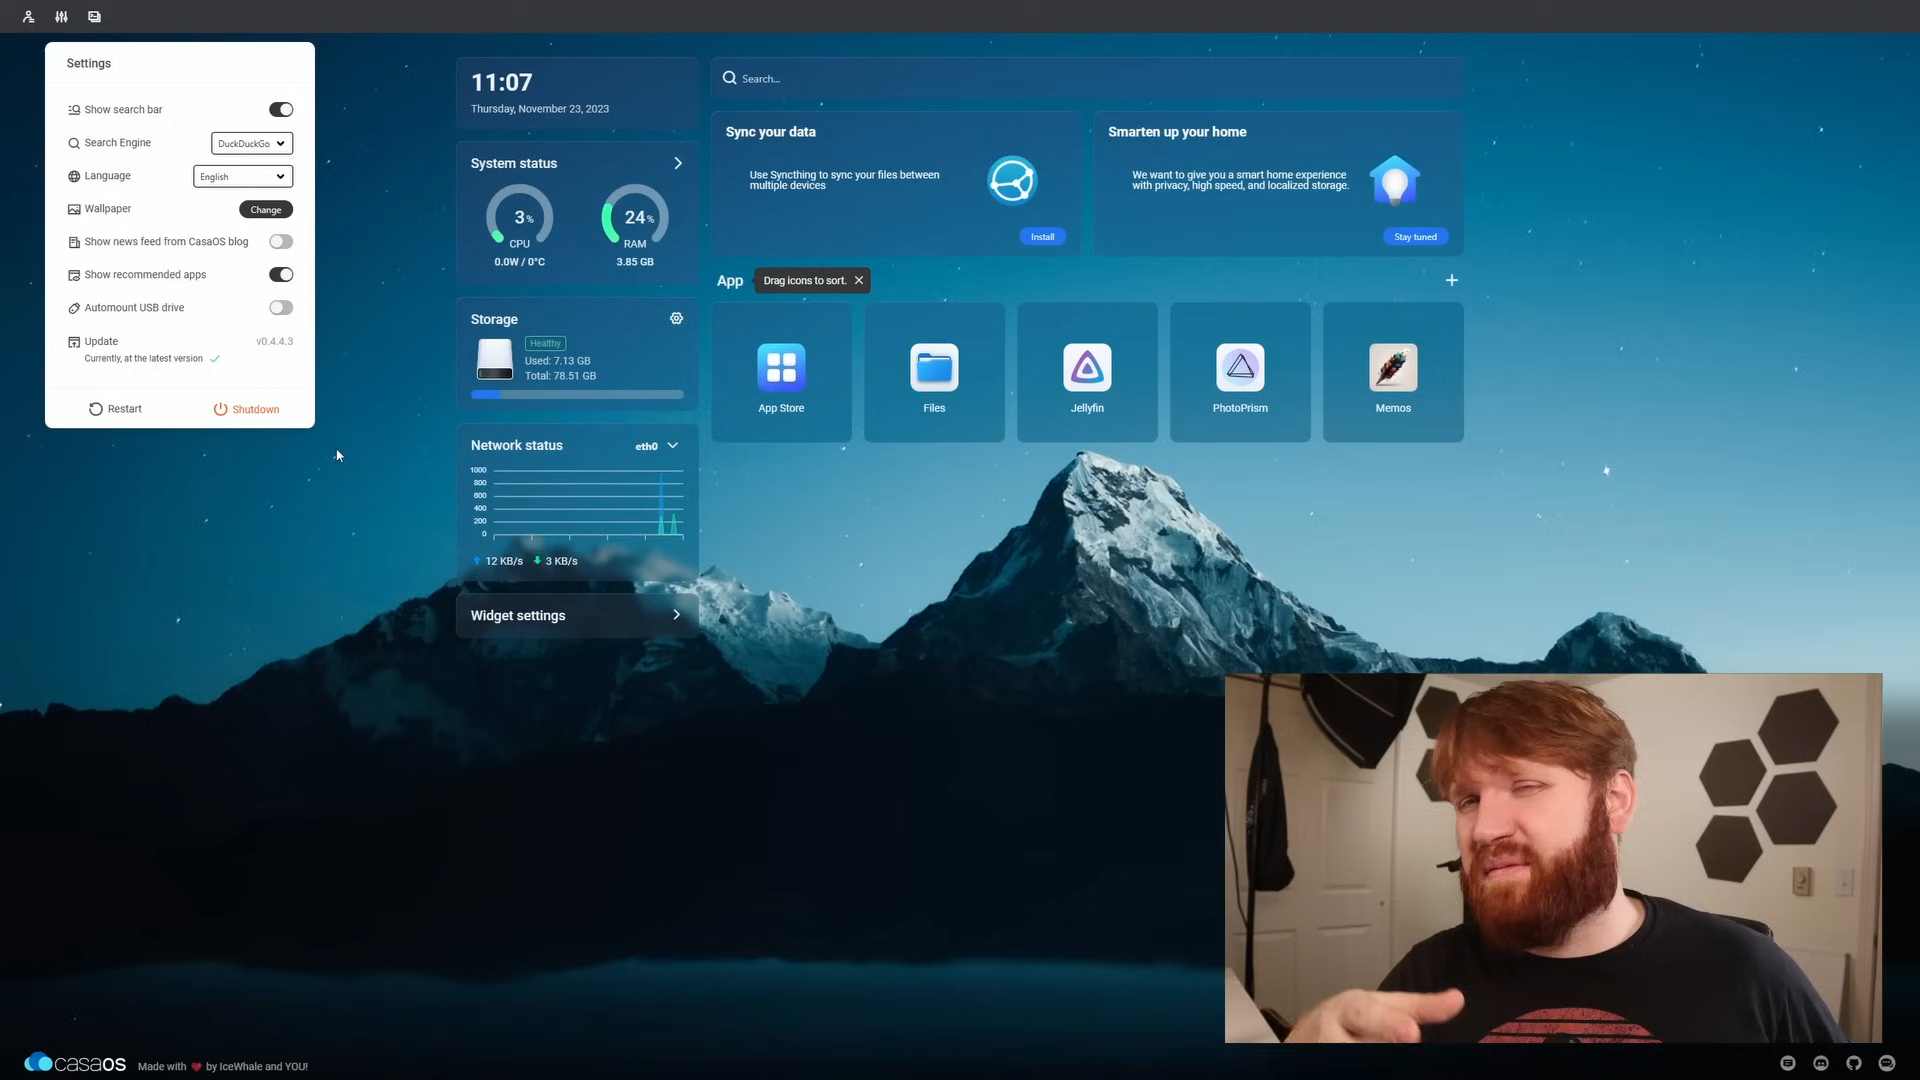 Settings
Show search bar
Search Engine
DuckDuckGo
Language
English
Wallpaper
Change
Show news feed from CasaOS blog
Show recommended apps
Automount USB drive
Update
v0.4.4.3
Currently, at the latest version
Restart
Shutdown
11:07
Thursday, November 23, 2023
System status
3%
CPU
0.0W / 0°C
24%
RAM
3.85 GB
Storage
Healthy
Used: 7.13 GB
Total: 78.51 GB
Network status
eth0
1000
800
600
400
200
0
12 KB/s
3 KB/s
Widget settings
Search...
Sync your data
Use Syncthing to sync your files between
multiple devices
Install
Smarten up your home
We want to give you a smart home experience
with privacy, high speed, and localized storage.
Stay tuned
App
Drag icons to sort.
App Store
Files
Jellyfin
PhotoPrism
Memos
casaOS
Made with ❤ by IceWhale and YOU!